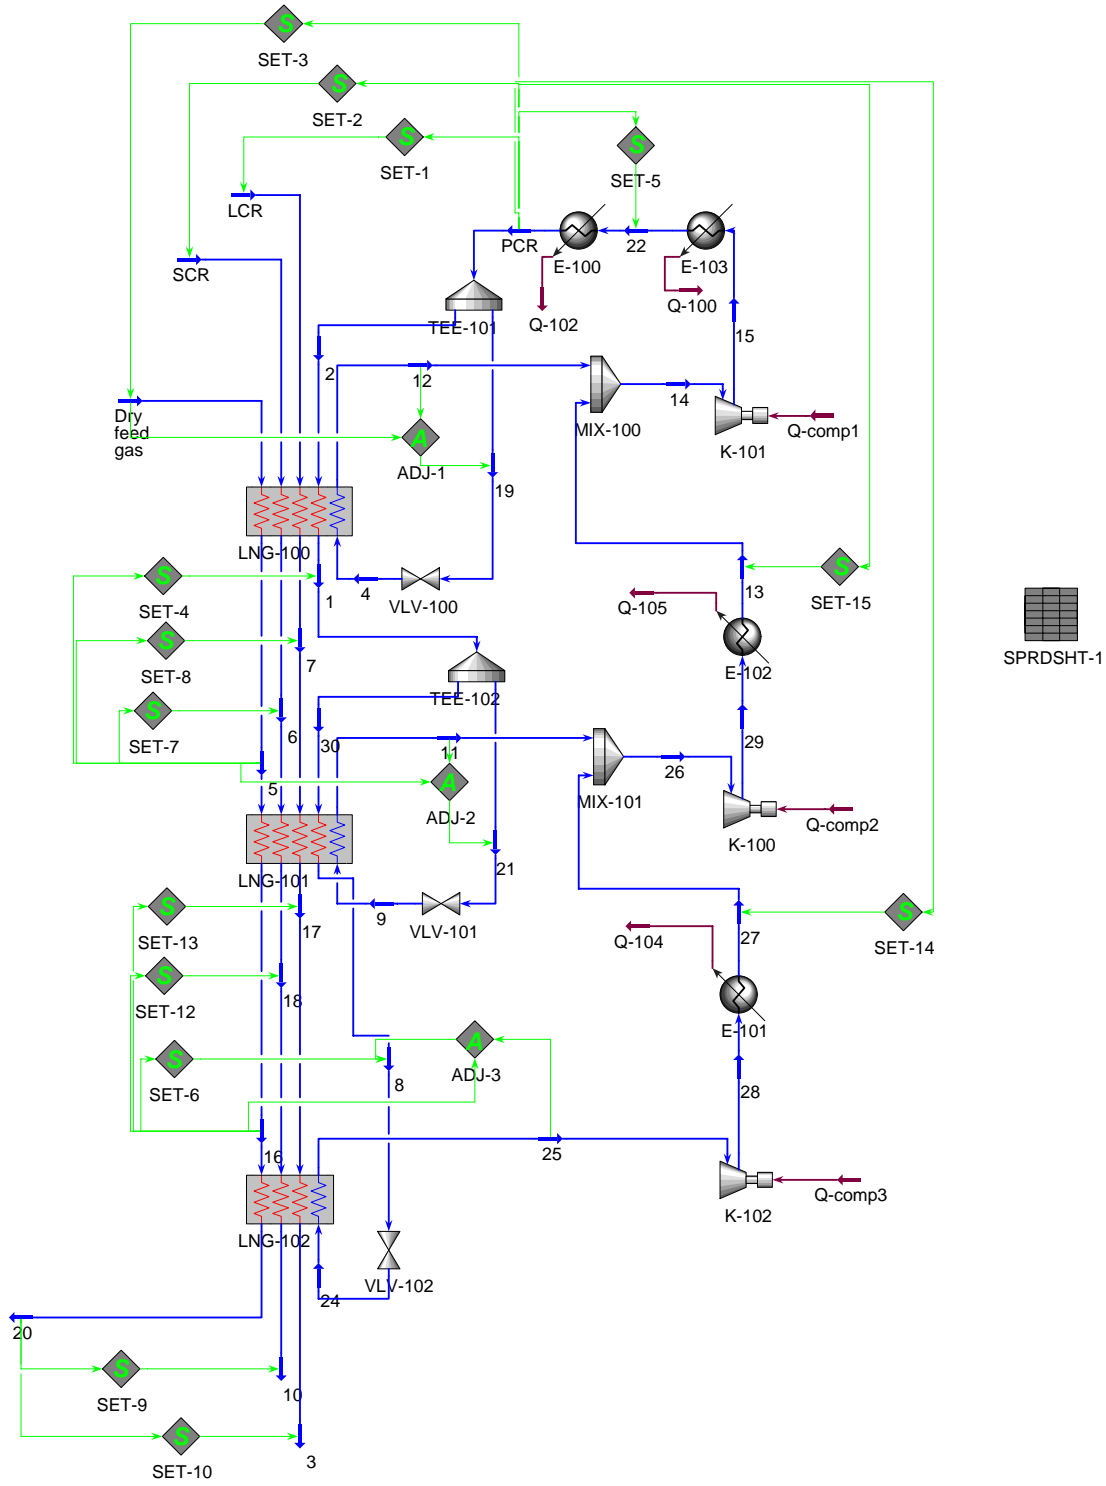 S
SET-3
S
SET-2
S
SET-1
S
SET-5
LCR
PCR
22
SCR
E-100
E-103
Q-100
TEE-101
Q-102
15
2
12
14
Dry
feed
gas
A
ADJ-1
MIX-100
Q-comp1
K-101
19
LNG-100
S
SET-4
1
4
VLV-100
13
S
SET-15
Q-105
S
SET-8
7
E-102
SPRDSHT-1
TEE-102
S
SET-7
6
30
11
29
26
5
A
ADJ-2
MIX-101
Q-comp2
K-100
LNG-101
21
S
SET-13
17
9
VLV-101
27
S
SET-14
Q-104
S
SET-12
18
E-101
S
SET-6
A
ADJ-3
8
28
16
25
Q-comp3
K-102
LNG-102
VLV-102
24
20
S
SET-9
10
S
SET-10
3